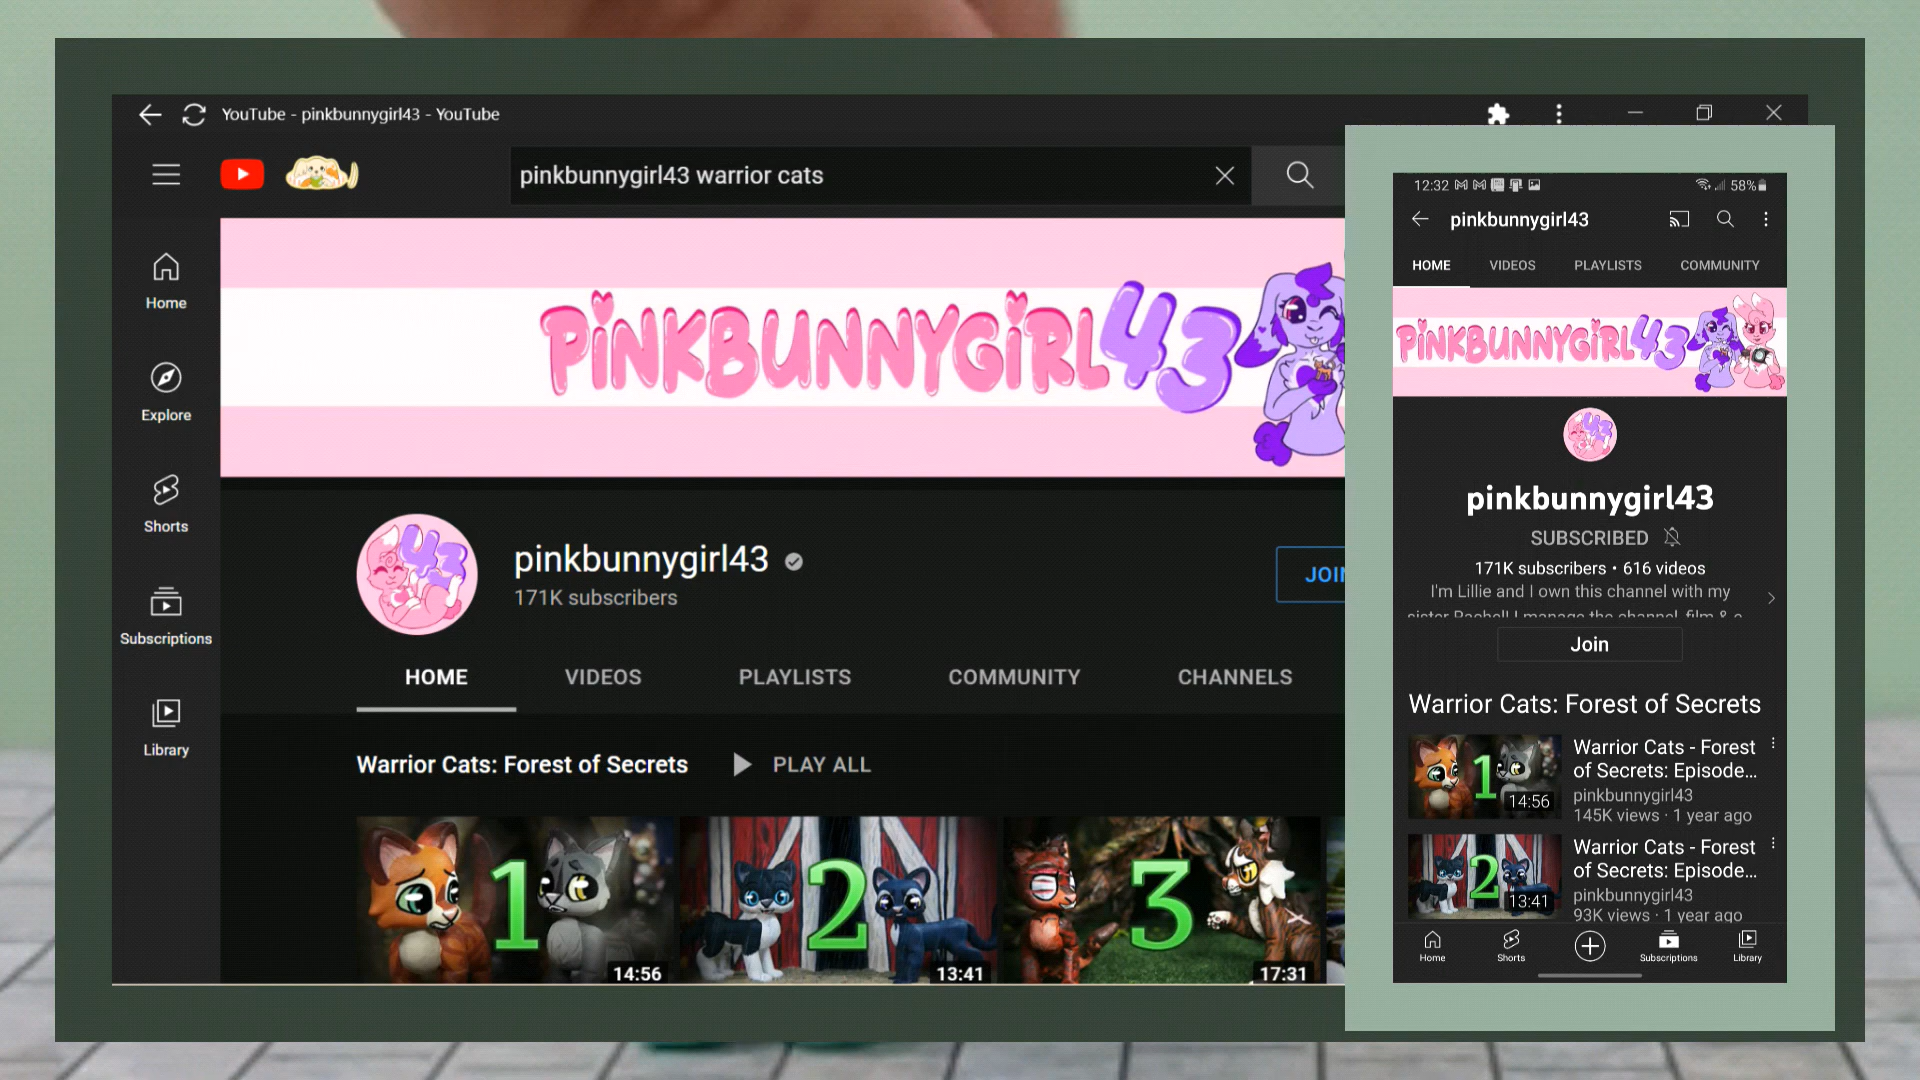 YouTube - pinkbunnygirl43 - YouTube
pinkbunnygirl43 warrior cats
Home
Explore
Shorts
Subscriptions
Library
PINKBUNNYGIRL43
pinkbunnygirl43
171K subscribers
JOIN
HOME VIDEOS PLAYLISTS COMMUNITY CHANNELS
Warrior Cats: Forest of Secrets PLAY ALL
1 2 3
14:56 13:41 17:31
12:32 58%
pinkbunnygirl43
HOME VIDEOS PLAYLISTS COMMUNITY
PINKBUNNYGIRL43
43
pinkbunnygirl43
SUBSCRIBED
171K subscribers • 616 videos
I'm Lillie and I own this channel with my
Join
Warrior Cats: Forest of Secrets
Warrior Cats - Forest
of Secrets: Episode...
pinkbunnygirl43
145K views · 1 year ago
1
14:56
Warrior Cats - Forest
of Secrets: Episode...
pinkbunnygirl43
93K views · 1 year ago
2
13:41
Home Shorts Subscriptions Library